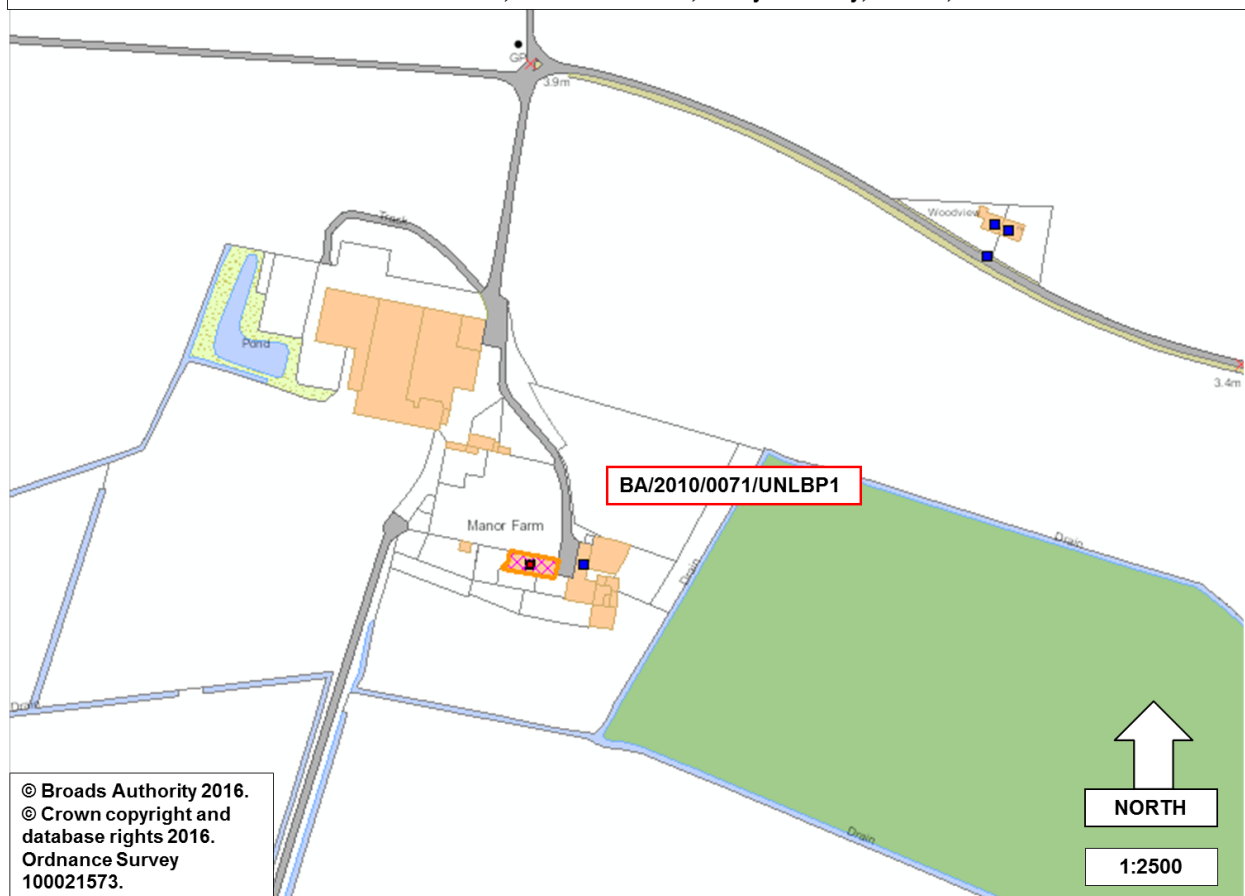 GP
3.9m
Track
Woodview
Pond
3.4m
BA/2010/0071/UNLBP1
Manor Farm
Drain
Drain
Drain
Drain
NORTH
1:2500
© Broads Authority 2016.
© Crown copyright and
database rights 2016.
Ordnance Survey
100021573.